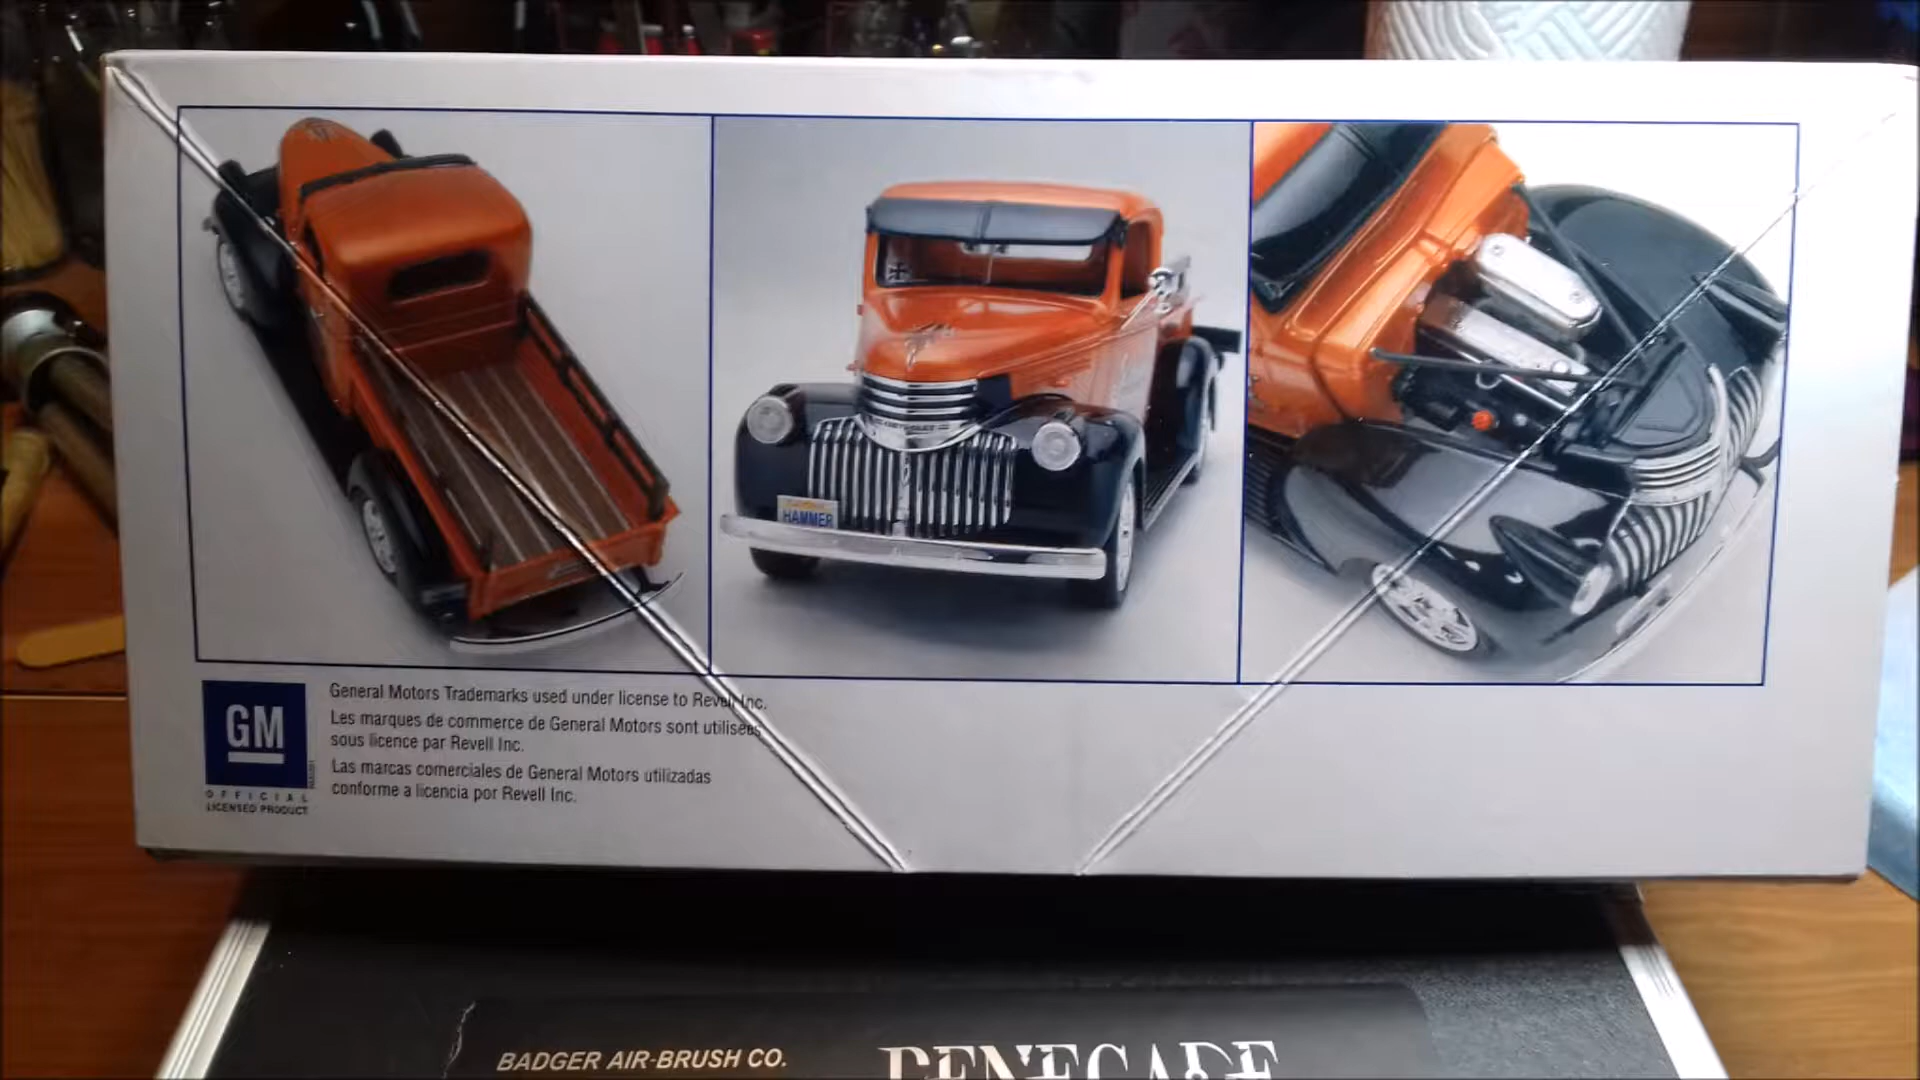 HAMMER
GM
OFFICIAL
LICENSED PRODUCT
General Motors Trademarks used under license to Revell Inc.
Les marques de commerce de General Motors sont utilisées
sous licence par Revell Inc.
Las marcas comerciales de General Motors utilizadas
conforme a licencia por Revell Inc.
BADGER AIR-BRUSH CO.
RENEGADE